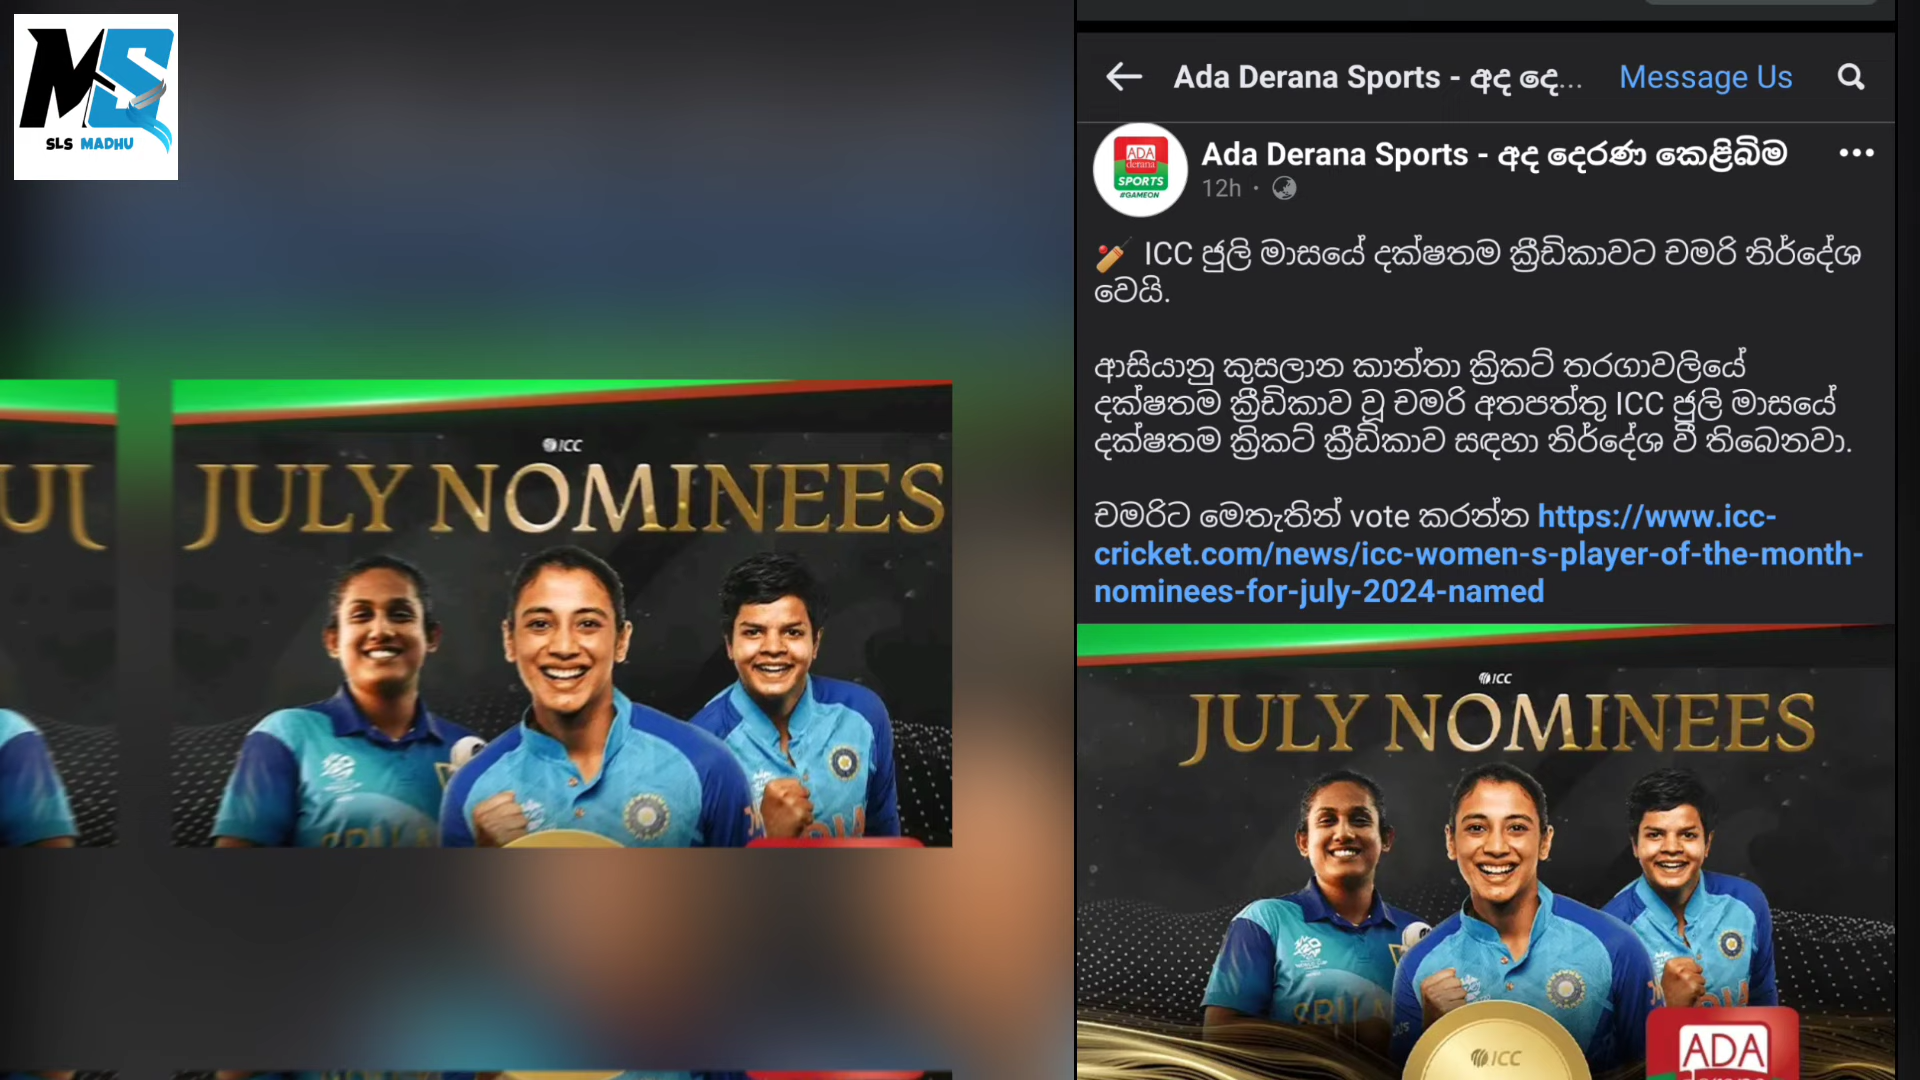 MS
SLS MADHU
ICC
JULY NOMINEES
Ada Derana Sports - අද දෙ...
Message Us
ADA
derana
SPORTS
#GAMEON
Ada Derana Sports - අද දෙරණ කෙළිබිම
12h
ICC ජුලි මාසයේ දක්ෂතම ක්‍රීඩිකාවට චමරි නිර්දේශ
වෙයි.
ආසියානු කුසලාන කාන්තා ක්‍රිකට් තරගාවලියේ
දක්ෂතම ක්‍රීඩිකාව වූ චමරි අතපත්තු ICC ජුලි මාසයේ
දක්ෂතම ක්‍රිකට් ක්‍රීඩිකාව සඳහා නිර්දේශ වී තිබෙනවා.
චමරිට මෙතැතින් vote කරන්න https://www.icc-
cricket.com/news/icc-women-s-player-of-the-month-
nominees-for-july-2024-named
ICC
JULY NOMINEES
ICC
ADA